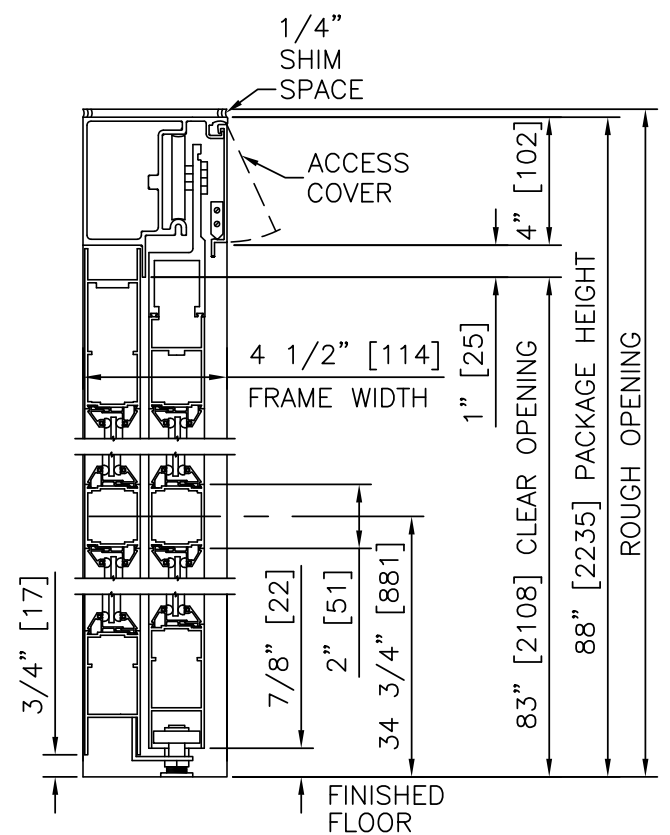 1/4”
SHIM
SPACE
ACCESS
COVER
4” [102]
4 1/2” [114]
FRAME WIDTH
1” [25]
83” [2108] CLEAR OPENING
88” [2235] PACKAGE HEIGHT
ROUGH OPENING
3/4” [17]
7/8” [22]
2” [51]
34 3/4” [881]
FINISHED
FLOOR